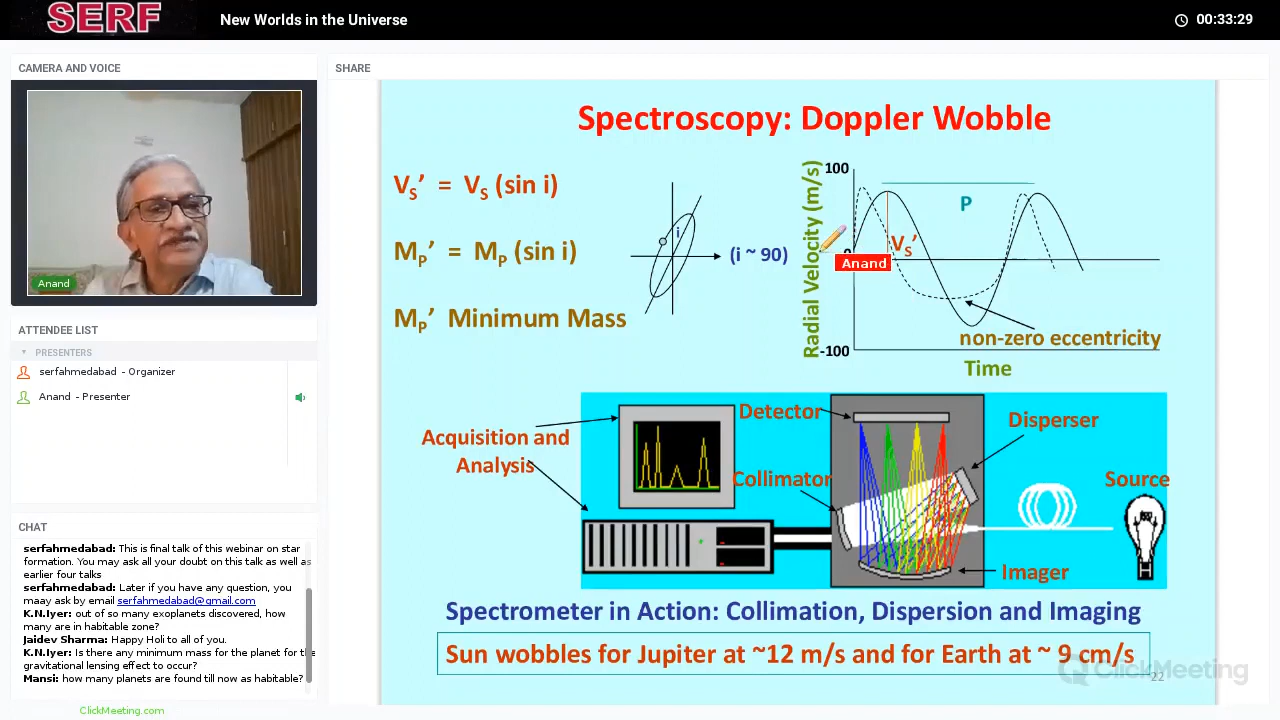 SERF
New Worlds in the Universe
00:33:29
CAMERA AND VOICE
Anand
ATTENDEE LIST
PRESENTERS
serfahmedabad - Organizer
Anand - Presenter
CHAT
serfahmedabad: This is final talk of this webinar on star
formation. You may ask all your doubt on this talk as well as
earlier four talks
serfahmedabad: Later if you have any question, you
maay ask by email serfahmedabad@gmail.com
K.N.Iyer: out of so many exoplanets discovered, how
many are in habitable zone?
Jaidev Sharma: Happy Holi to all of you.
K.N.Iyer: Is there any minimum mass for the planet for the
gravitational lensing effect to occur?
Mansi: how many planets are found till now as habitable?
ClickMeeting.com
SHARE
Spectroscopy: Doppler Wobble
VS’ = VS (sin i)
MP’ = MP (sin i)
MP’ Minimum Mass
i
(i ~ 90)
Radial Velocity (m/s)
100
0
-100
P
VS’
Anand
non-zero eccentricity
Time
Acquisition and
Analysis
Detector
Collimator
Disperser
Source
Imager
Spectrometer in Action: Collimation, Dispersion and Imaging
Sun wobbles for Jupiter at ~12 m/s and for Earth at ~ 9 cm/s
ClickMeeting
22